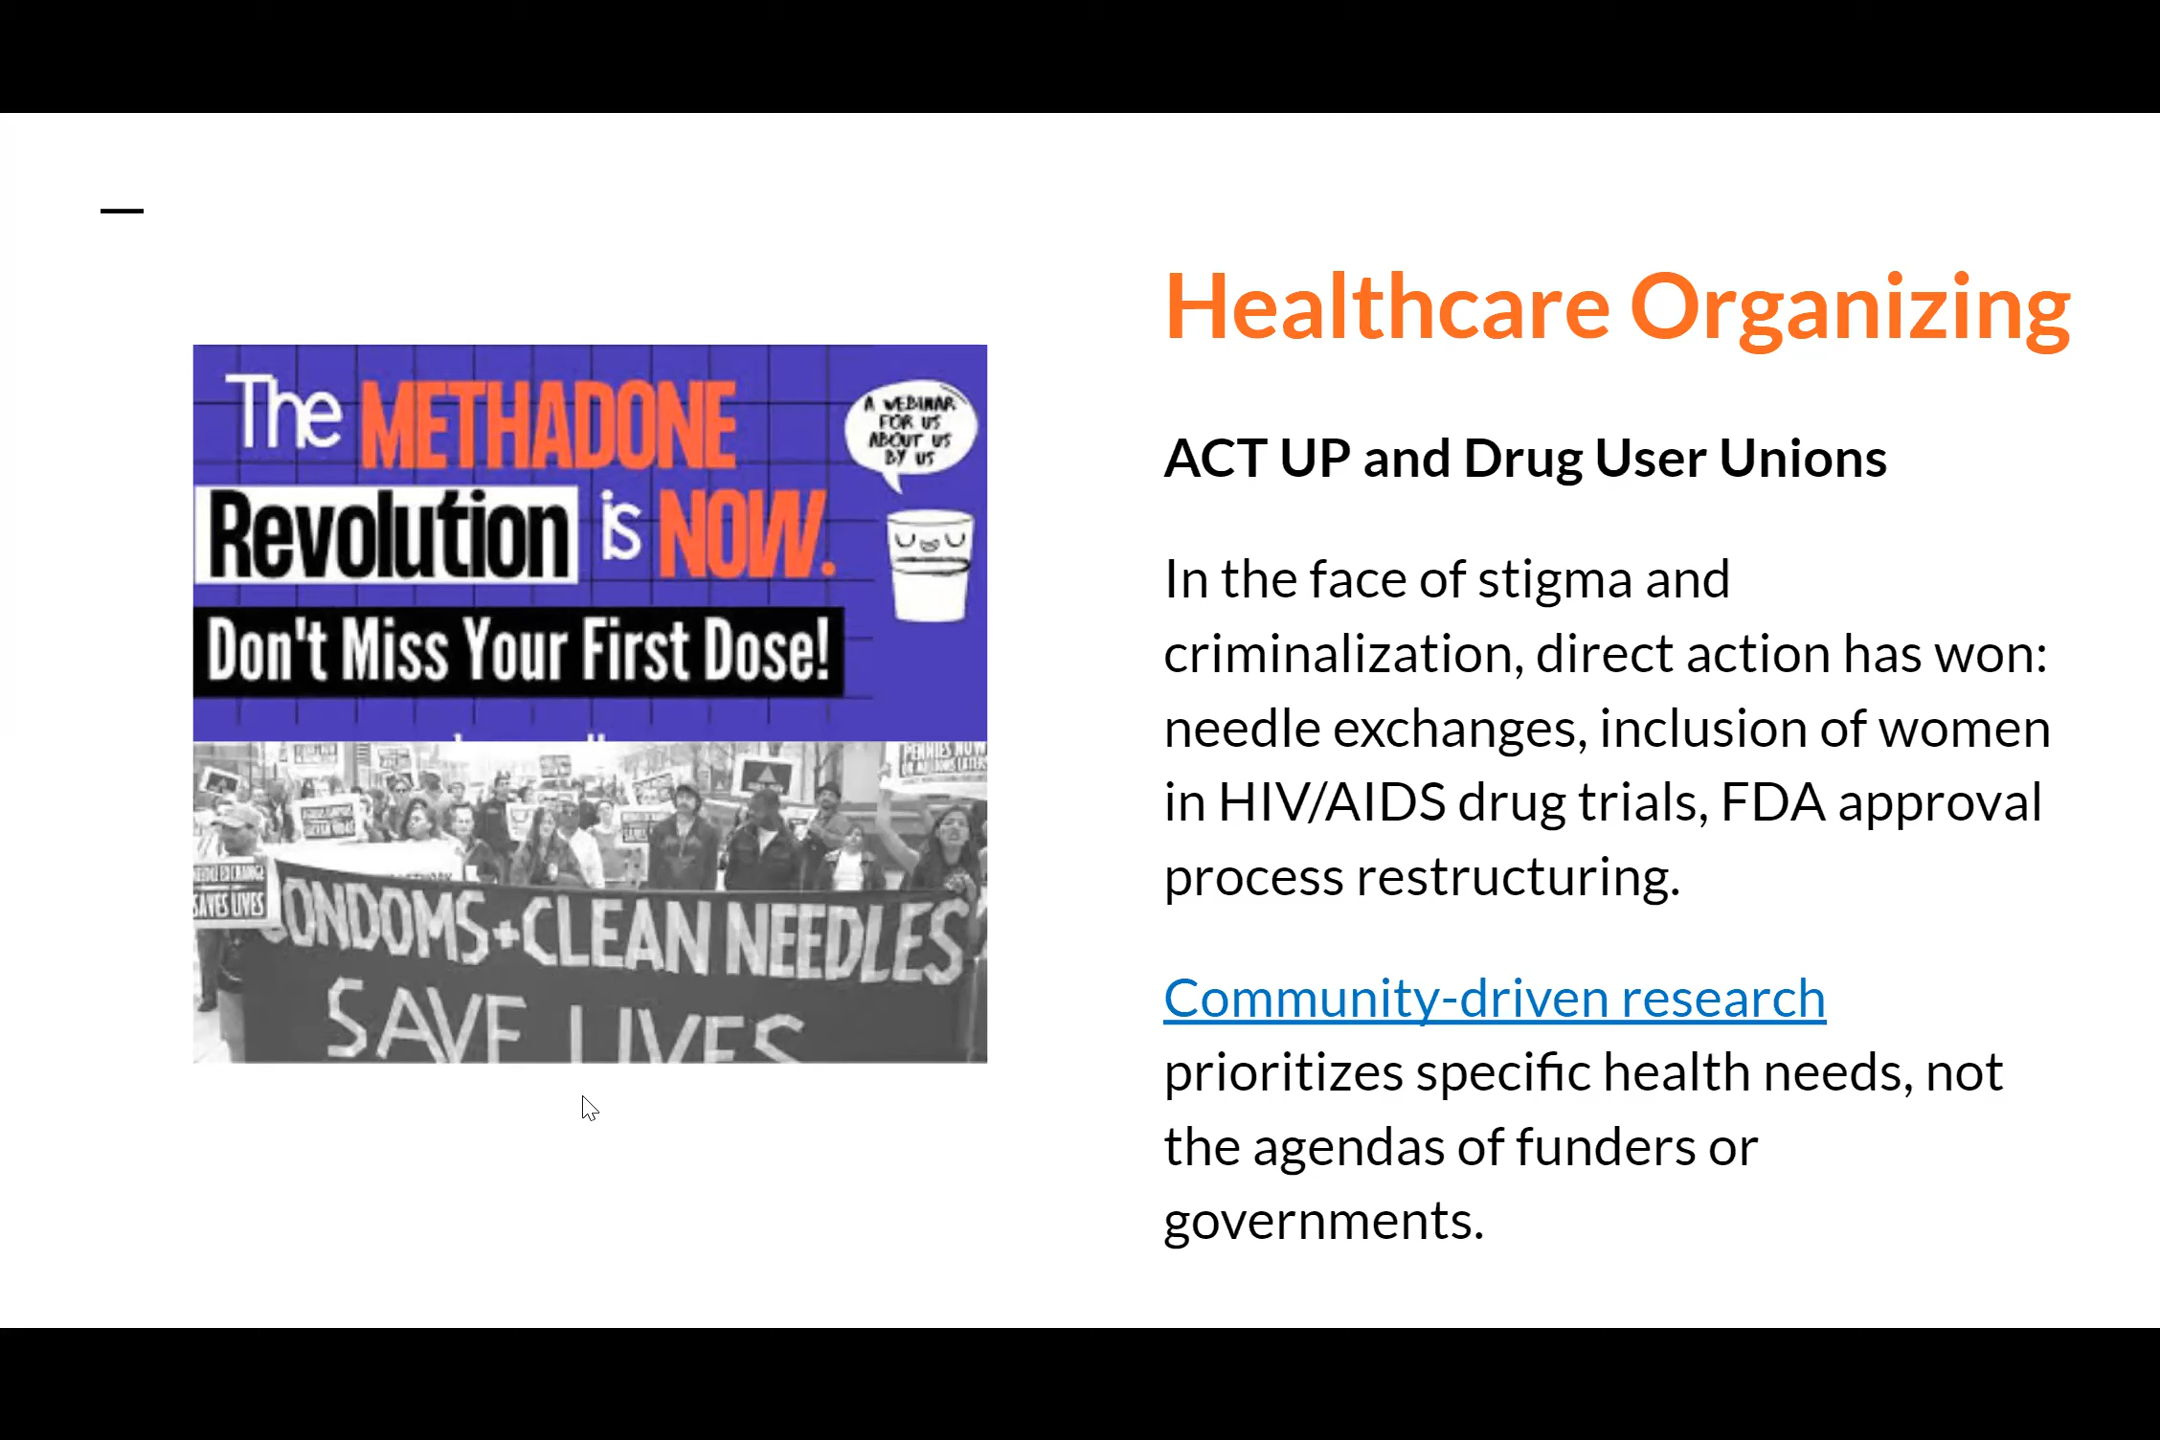 The METHADONE
Revolution is NOW.
Don't Miss Your First Dose!
A WEBINAR
FOR US
ABOUT US
BY US
PENNIES NOW
NEEDLE EXCHANGE
SAVES LIVES
ONDOMS+CLEAN NEEDLES
SAVE LIVES
Healthcare Organizing
ACT UP and Drug User Unions
In the face of stigma and
criminalization, direct action has won:
needle exchanges, inclusion of women
in HIV/AIDS drug trials, FDA approval
process restructuring.
Community-driven research
prioritizes specific health needs, not
the agendas of funders or
governments.